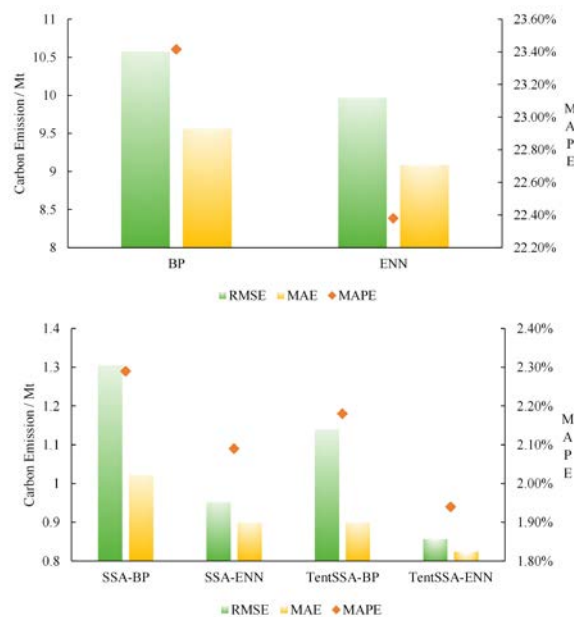 11
10.5
10
9.5
9
8.5
8
Carbon Emission / Mt
23.60%
23.40%
23.20%
23.00%
22.80%
22.60%
22.40%
22.20%
M
A
P
E
BP ENN
RMSE MAE MAPE
1.4
1.3
1.2
1.1
1
0.9
0.8
Carbon Emission / Mt
2.40%
2.30%
2.20%
2.10%
2.00%
1.90%
1.80%
M
A
P
E
SSA-BP SSA-ENN TentSSA-BP TentSSA-ENN
RMSE MAE MAPE